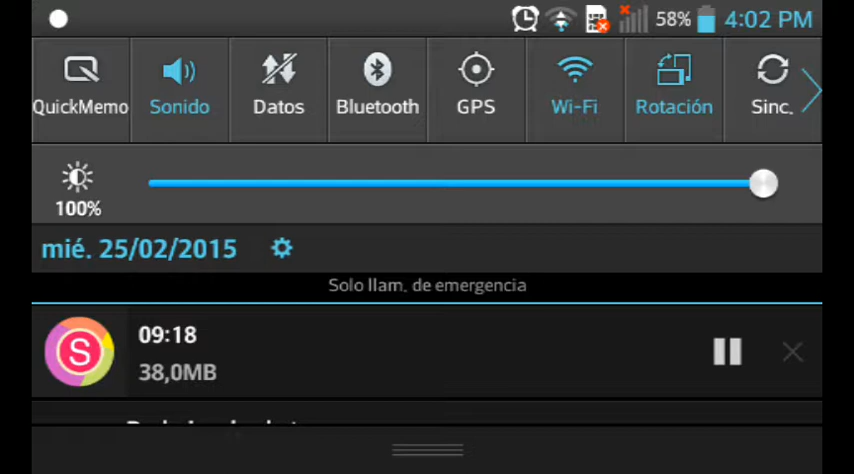 58% 4:02 PM
QuickMemo Sonido Datos Bluetooth GPS Wi-Fi Rotación Sinc.
100%
mié. 25/02/2015
Solo llam. de emergencia
S 09:18
38,0MB